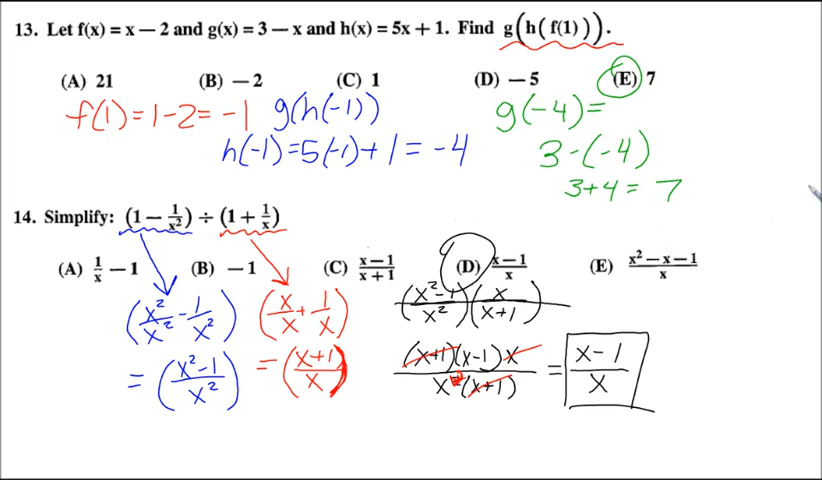 13. Let f(x) = x − 2 and g(x) = 3 − x and h(x) = 5x + 1. Find g(h(f(1))).
(A) 21 (B) −2 (C) 1 (D) −5 (E) 7
f(1)=1-2=-1 g(h(-1)) g(-4)=
h(-1)=5(-1)+1=-4 3-(-4)
3+4=7
14. Simplify: (1 − 1/x²) ÷ (1 + 1/x)
(A) 1/x − 1 (B) −1 (C) (x−1)/(x+1) (D) (x−1)/x (E) (x²−x−1)/x
(x²/x² - 1/x²) (x/x + 1/x) ((x²-1)/x²)(x/(x+1))
= ((x²-1)/x²) = ((x+1)/x) (x+1)(x-1)x / x²(x+1) = (x-1)/x